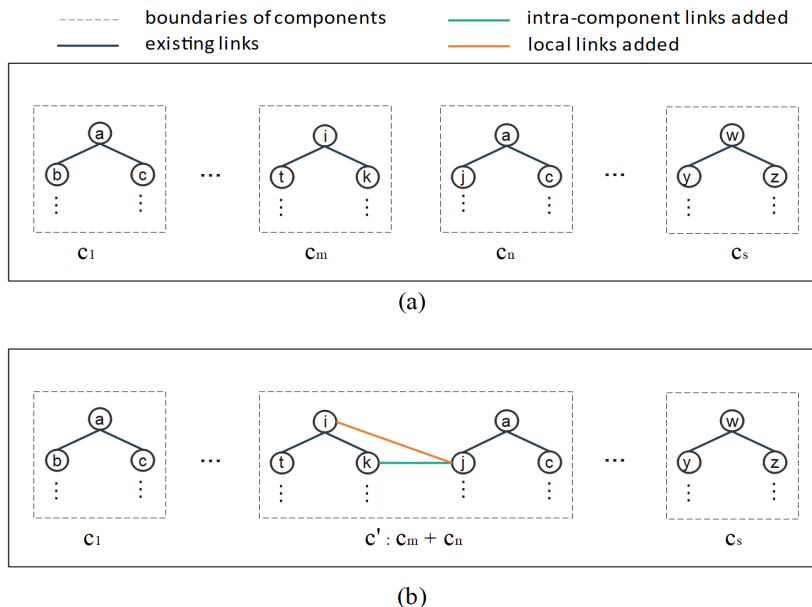 boundaries of components
intra-component links added
existing links
local links added
a
i
a
w
b
c
...
t
k
j
c
...
y
z
c1
cm
cn
cs
(a)
a
i
a
w
b
c
...
t
k
j
c
...
y
z
c1
c' : cm + cn
cs
(b)